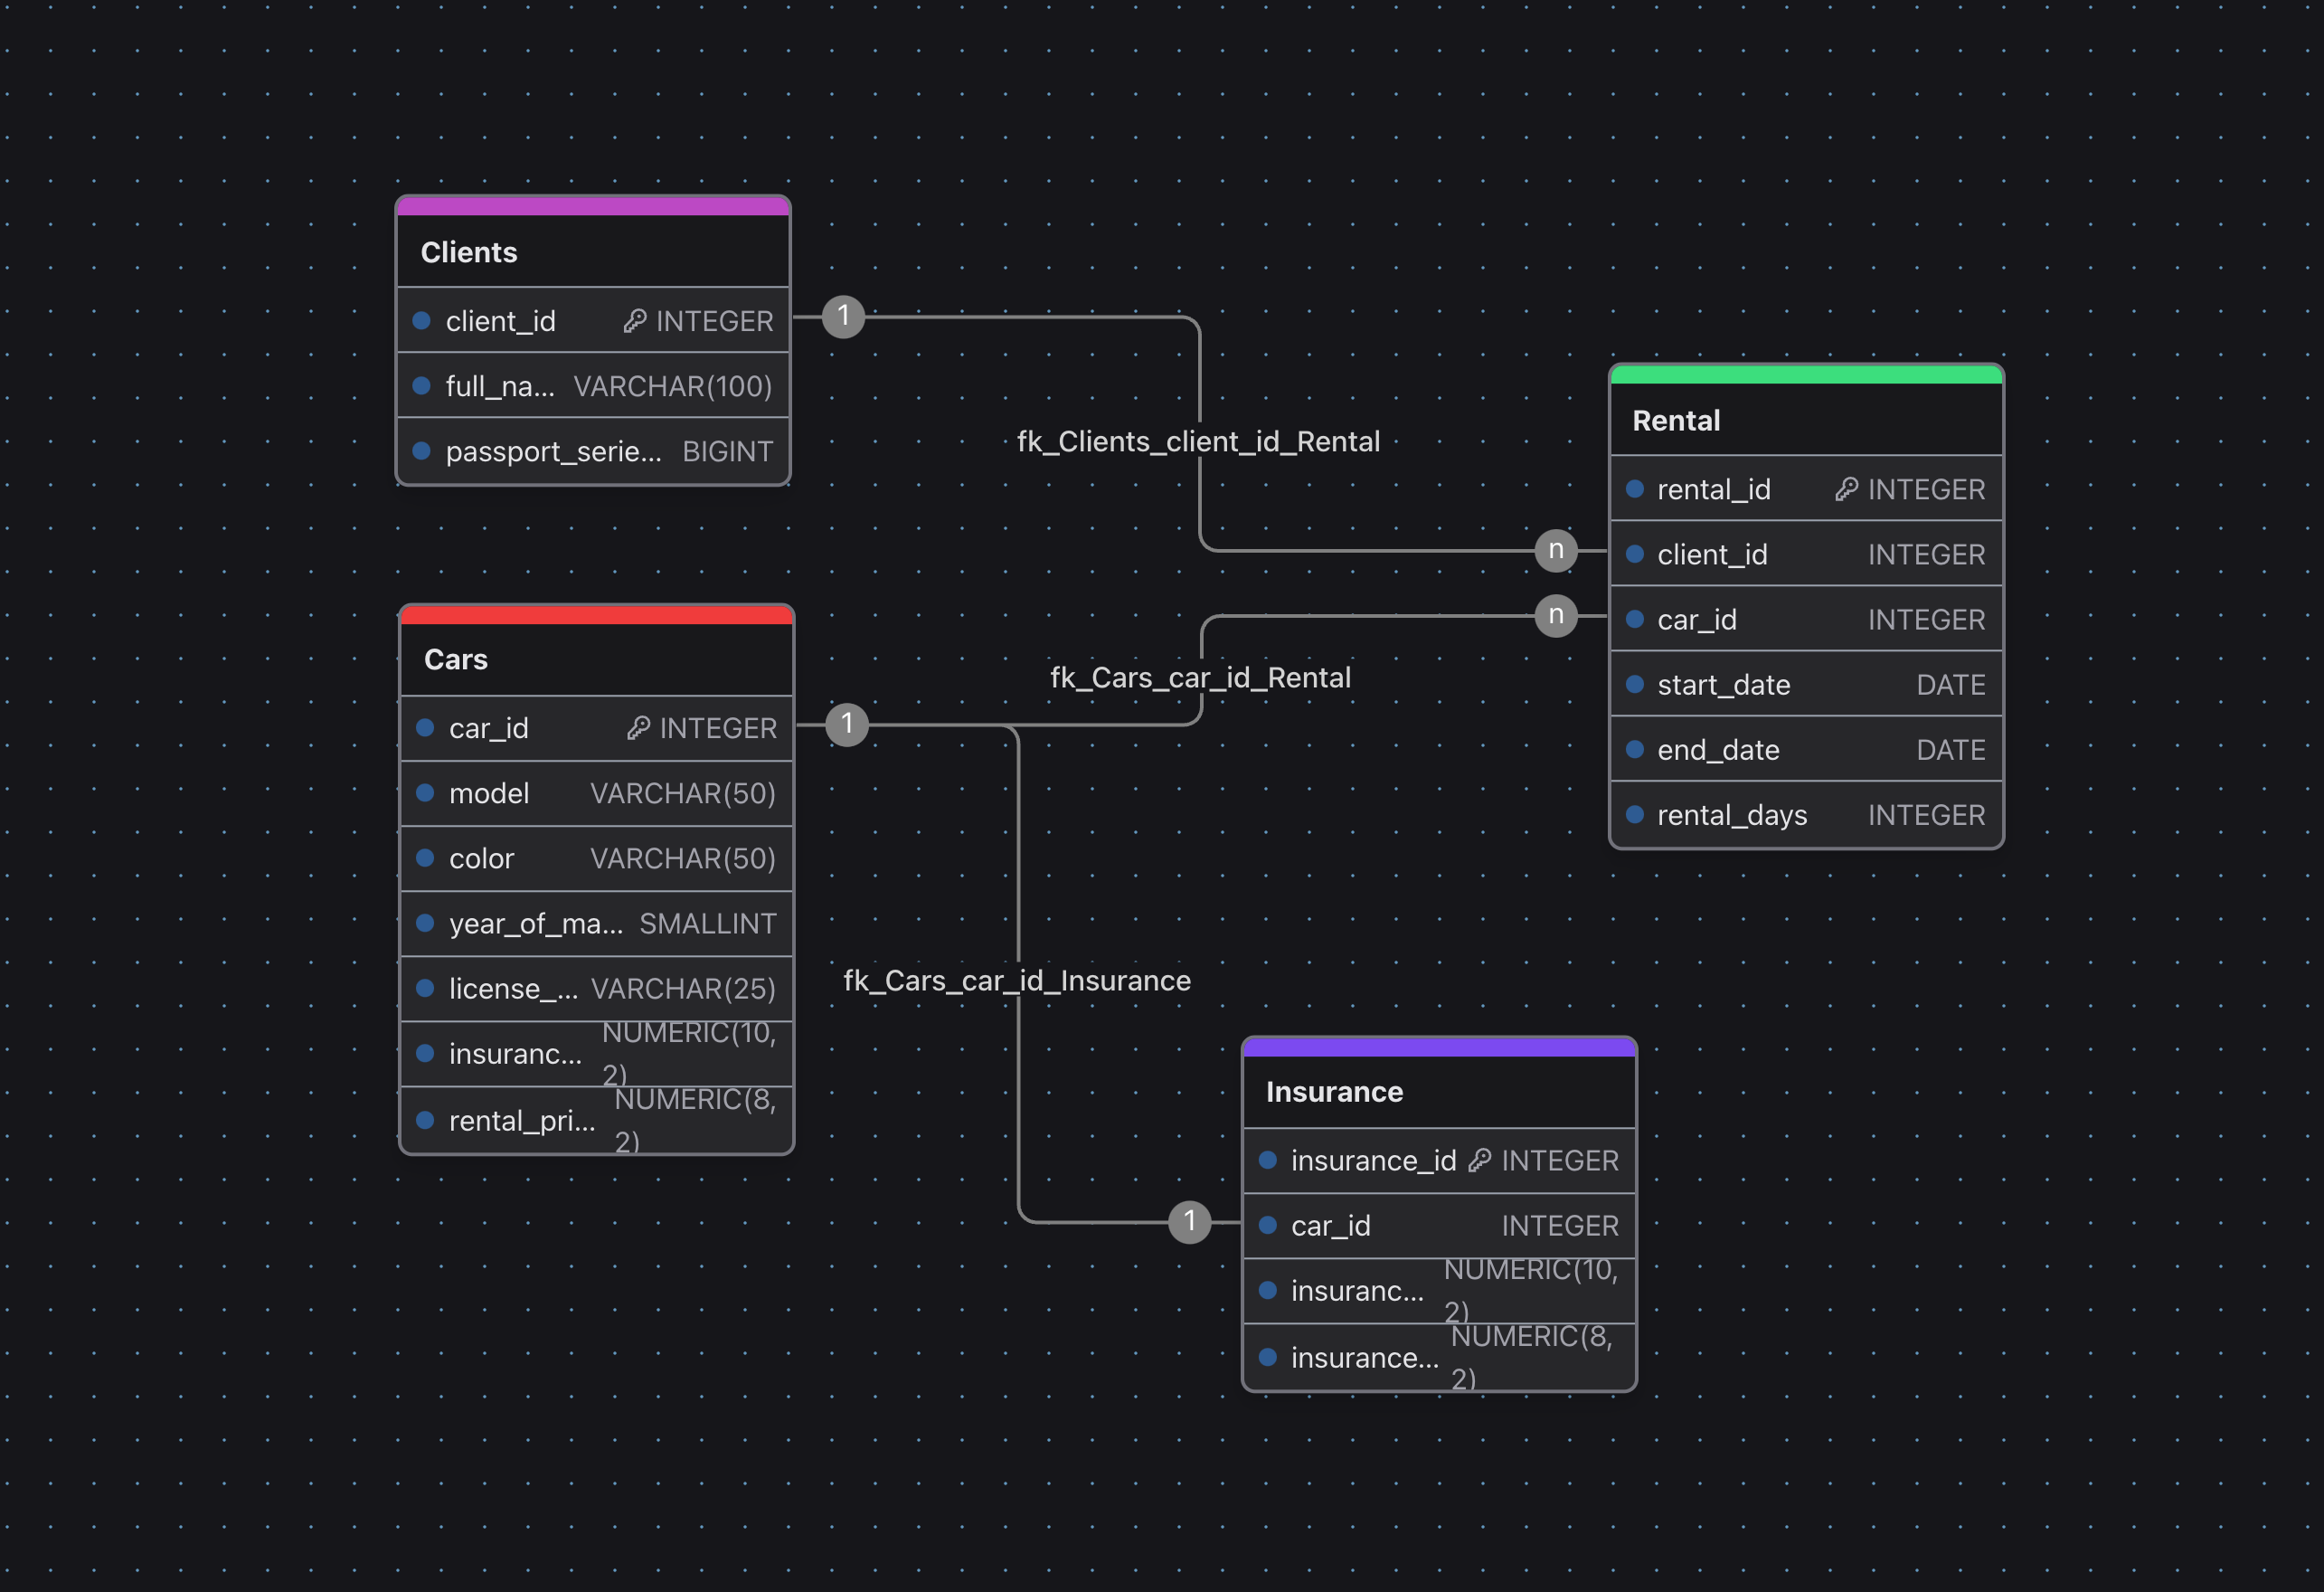 Clients
client_id INTEGER
full_na... VARCHAR(100)
passport_serie... BIGINT
1
fk_Clients_client_id_Rental
n
Rental
rental_id INTEGER
client_id INTEGER
car_id INTEGER
start_date DATE
end_date DATE
rental_days INTEGER
n
fk_Cars_car_id_Rental
1
Cars
car_id INTEGER
model VARCHAR(50)
color VARCHAR(50)
year_of_ma... SMALLINT
license_... VARCHAR(25)
insuranc... NUMERIC(10,
2)
rental_pri... NUMERIC(8,
2)
fk_Cars_car_id_Insurance
1
Insurance
insurance_id INTEGER
car_id INTEGER
insuranc... NUMERIC(10,
2)
insurance... NUMERIC(8,
2)